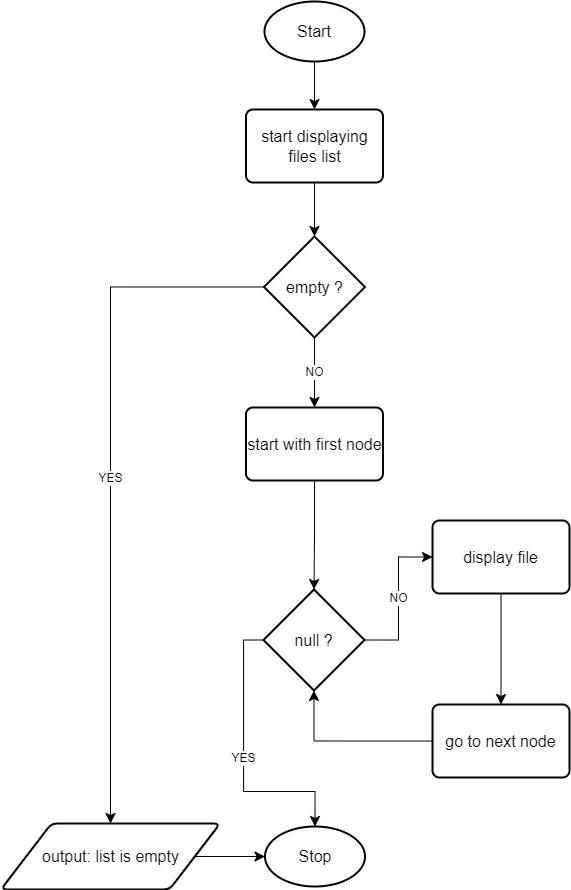 Start
start displaying
files list
empty ?
NO
start with first node
YES
display file
NO
null ?
go to next node
YES
output: list is empty
Stop